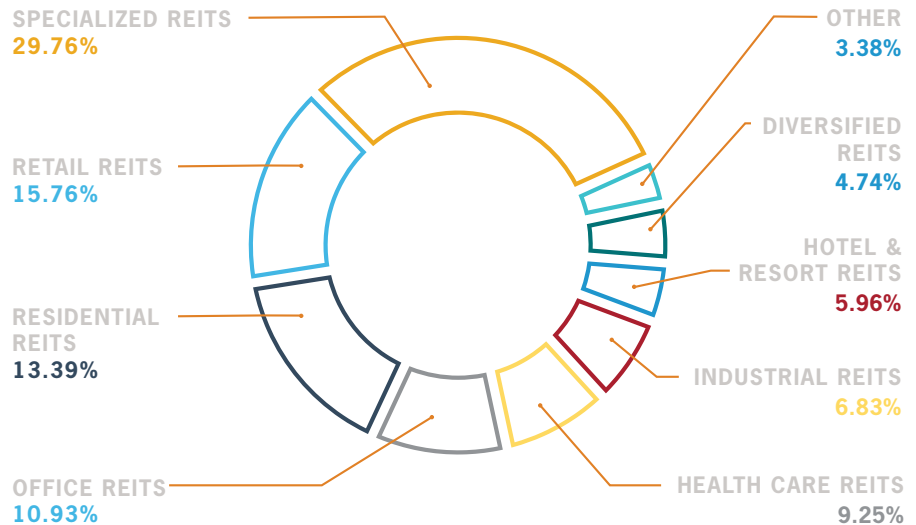 SPECIALIZED REITS
29.76%
OTHER
3.38%
DIVERSIFIED
REITS
4.74%
RETAIL REITS
15.76%
HOTEL &
RESORT REITS
5.96%
RESIDENTIAL
REITS
13.39%
INDUSTRIAL REITS
6.83%
OFFICE REITS
10.93%
HEALTH CARE REITS
9.25%